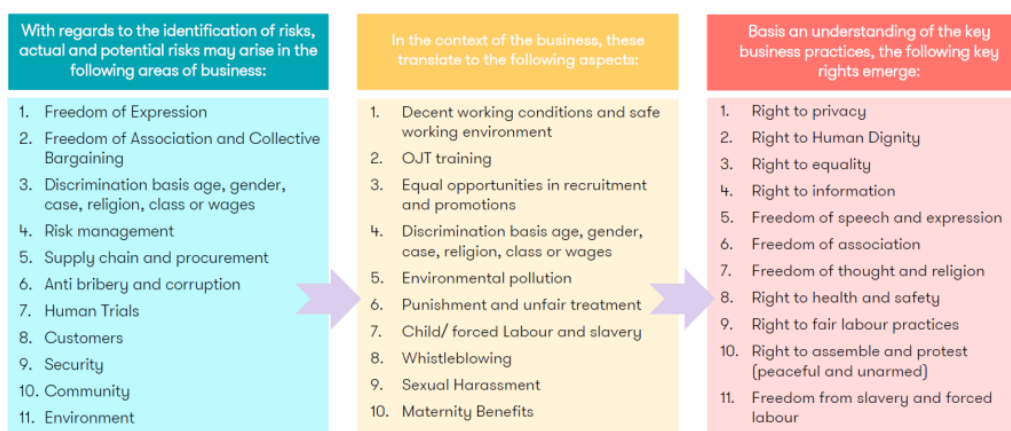 With regards to the identification of risks,
actual and potential risks may arise in the
following areas of business:
1. Freedom of Expression
2. Freedom of Association and Collective
Bargaining
3. Discrimination basis age, gender,
case, religion, class or wages
4. Risk management
5. Supply chain and procurement
6. Anti bribery and corruption
7. Human Trials
8. Customers
9. Security
10. Community
11. Environment
In the context of the business, these
translate to the following aspects:
1. Decent working conditions and safe
working environment
2. OJT training
3. Equal opportunities in recruitment
and promotions
4. Discrimination basis age, gender,
case, religion, class or wages
5. Environmental pollution
6. Punishment and unfair treatment
7. Child/ forced Labour and slavery
8. Whistleblowing
9. Sexual Harassment
10. Maternity Benefits
Basis an understanding of the key
business practices, the following key
rights emerge:
1. Right to privacy
2. Right to Human Dignity
3. Right to equality
4. Right to information
5. Freedom of speech and expression
6. Freedom of association
7. Freedom of thought and religion
8. Right to health and safety
9. Right to fair labour practices
10. Right to assemble and protest
(peaceful and unarmed)
11. Freedom from slavery and forced
labour